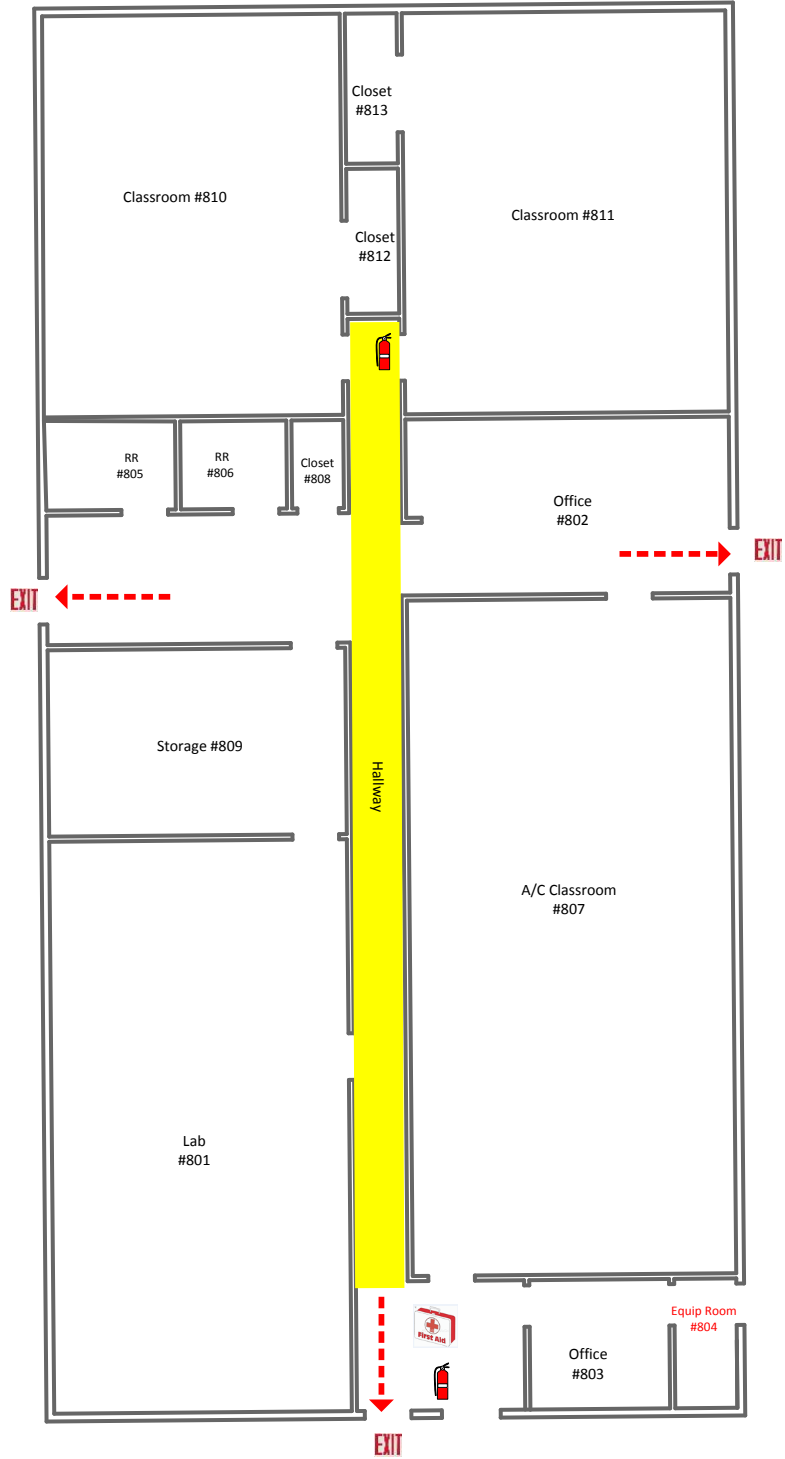 Closet
#813
Classroom #810
Classroom #811
Closet
#812
RR
#805
RR
#806
Closet
#808
Office
#802
EXIT
EXIT
Storage #809
Hallway
A/C Classroom
#807
Lab
#801
Equip Room
#804
First Aid
Office
#803
EXIT